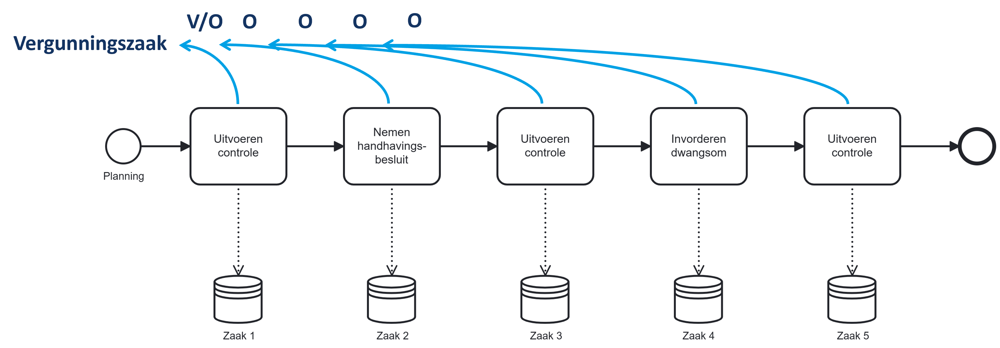 V/O O O O O
Vergunningszaak
Uitvoeren
controle
Nemen
handhavings-
besluit
Uitvoeren
controle
Invorderen
dwangsom
Uitvoeren
controle
Planning
Zaak 1
Zaak 2
Zaak 3
Zaak 4
Zaak 5